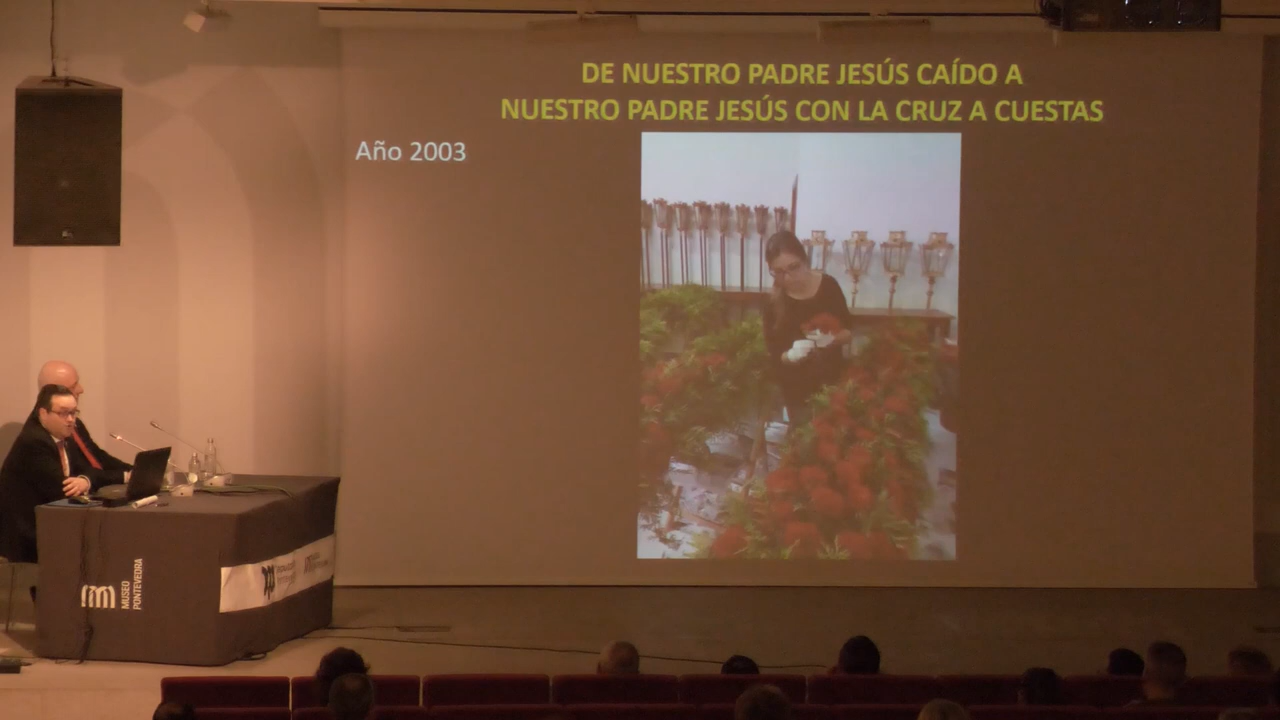 DE NUESTRO PADRE JESÚS CAÍDO A
NUESTRO PADRE JESÚS CON LA CRUZ A CUESTAS
Año 2003
MUSEO
PONTEVEDRA